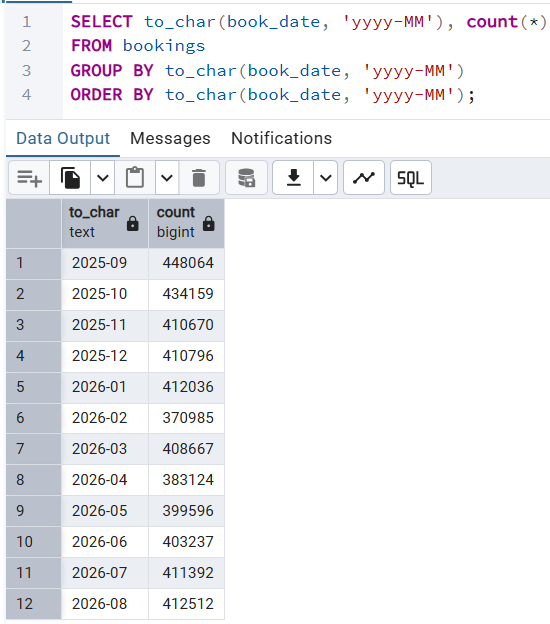 1 SELECT to_char(book_date, 'yyyy-MM'), count(*)
2 FROM bookings
3 GROUP BY to_char(book_date, 'yyyy-MM')
4 ORDER BY to_char(book_date, 'yyyy-MM');
Data Output Messages Notifications
SQL
to_char count
text bigint
1 2025-09 448064
2 2025-10 434159
3 2025-11 410670
4 2025-12 410796
5 2026-01 412036
6 2026-02 370985
7 2026-03 408667
8 2026-04 383124
9 2026-05 399596
10 2026-06 403237
11 2026-07 411392
12 2026-08 412512